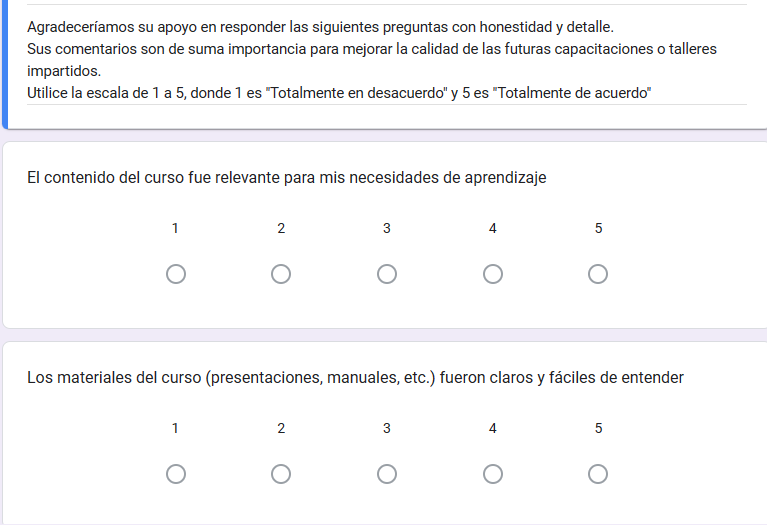 Agradeceríamos su apoyo en responder las siguientes preguntas con honestidad y detalle.
Sus comentarios son de suma importancia para mejorar la calidad de las futuras capacitaciones o talleres
impartidos.
Utilice la escala de 1 a 5, donde 1 es "Totalmente en desacuerdo" y 5 es "Totalmente de acuerdo"
El contenido del curso fue relevante para mis necesidades de aprendizaje
1 2 3 4 5
Los materiales del curso (presentaciones, manuales, etc.) fueron claros y fáciles de entender
1 2 3 4 5